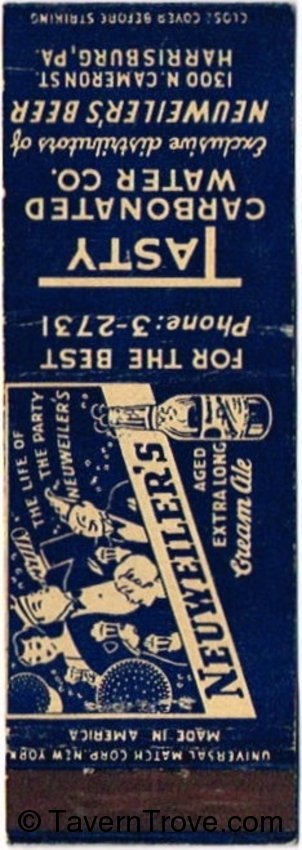 CLOSE COVER BEFORE STRIKING
1300 N. CAMERON ST.
HARRISBURG, PA.
NEUWEILER'S BEER
Exclusive distributors of
WATER CO.
CARBONATED
TASTY
FOR THE BEST
Phone: 3-2731
THE LIFE OF
THE PARTY
NEUWEILER'S
NEUWEILER'S
AGED
EXTRA LONG
Cream Ale
MADE IN AMERICA
UNIVERSAL MATCH CORP. NEW YORK
© TavernTrove.com